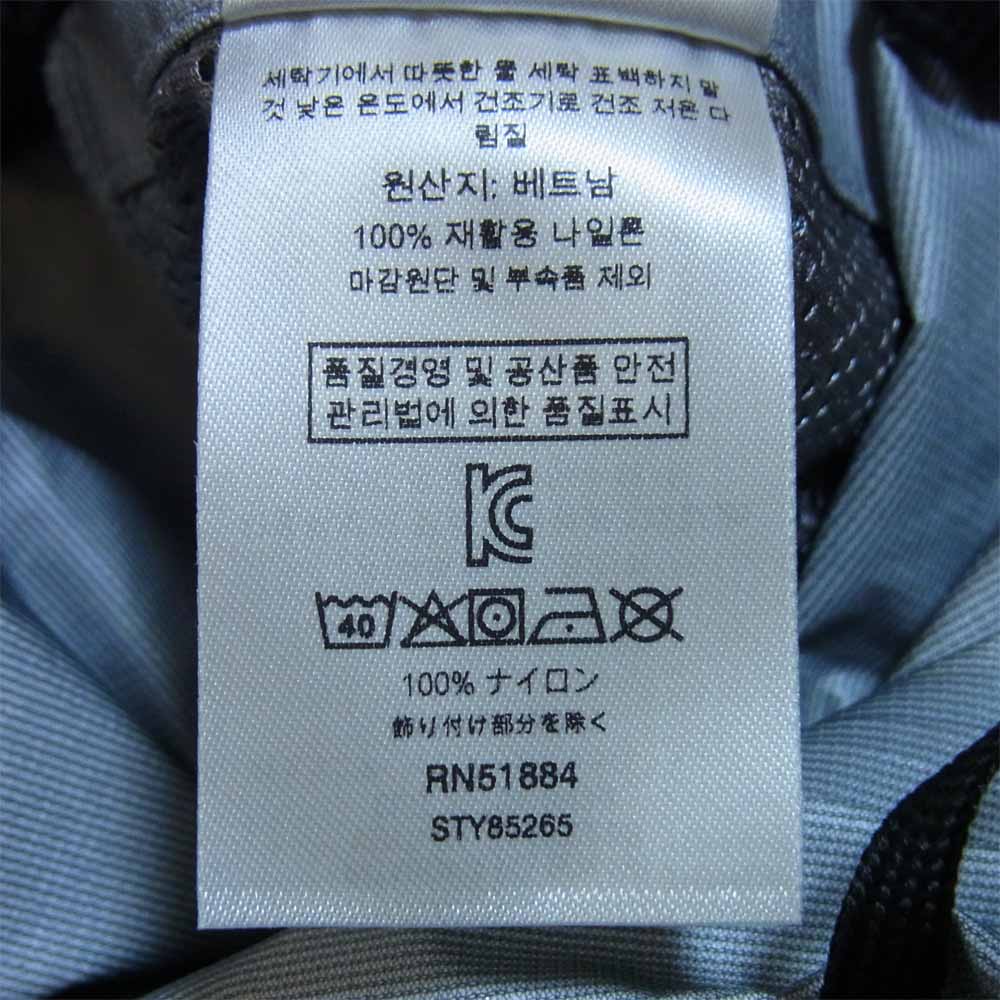 세탁기에서 따뜻한 물 세탁 표백하지 말
것 낮은 온도에서 건조기로 건조 저온 다
림질
원산지: 베트남
100% 재활용 나일론
마감원단 및 부속품 제외
품질경영 및 공산품 안전
관리법에 의한 품질표시
KC
40
100% ナイロン
飾り付け部分を除く
RN51884
STY85265